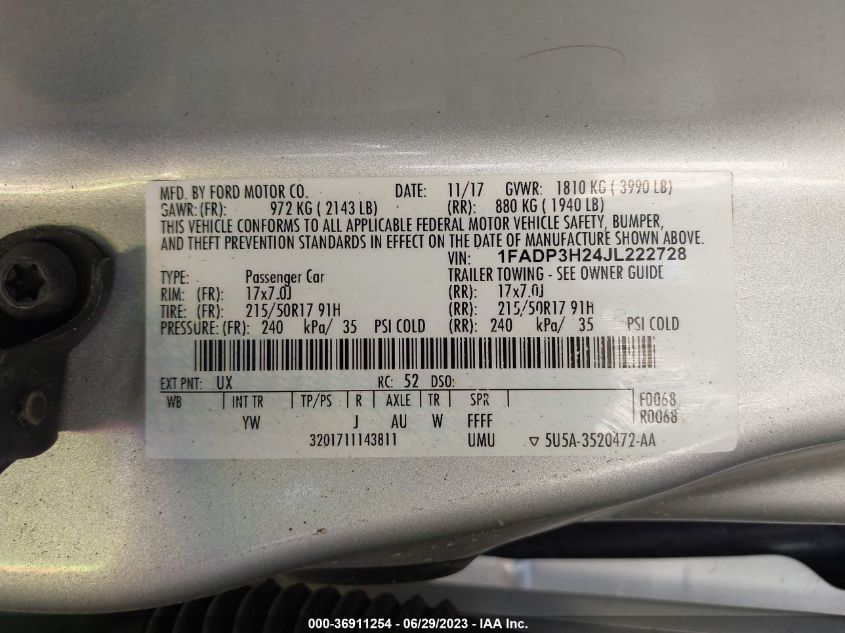 MFD. BY FORD MOTOR CO. DATE: 11/17 GVWR: 1810 KG ( 3990 LB)
GAWR: (FR): 972 KG ( 2143 LB) (RR): 880 KG ( 1940 LB)
THIS VEHICLE CONFORMS TO ALL APPLICABLE FEDERAL MOTOR VEHICLE SAFETY, BUMPER,
AND THEFT PREVENTION STANDARDS IN EFFECT ON THE DATE OF MANUFACTURE SHOWN ABOVE.
VIN: 1FADP3H24JL222728
TYPE: Passenger Car TRAILER TOWING - SEE OWNER GUIDE
RIM: (FR): 17x7.0J (RR): 17x7.0J
TIRE: (FR): 215/50R17 91H (RR): 215/50R17 91H
PRESSURE: (FR): 240 kPa/ 35 PSI COLD (RR): 240 kPa/ 35 PSI COLD
EXT PNT: UX RC: 52 DSO:
WB INT TR TP/PS R AXLE TR SPR F0068
YW J AU W FFFF R0068
3201711143811 UMU ▽ 5U5A-3520472-AA
000-36911254 - 06/29/2023 - IAA Inc.